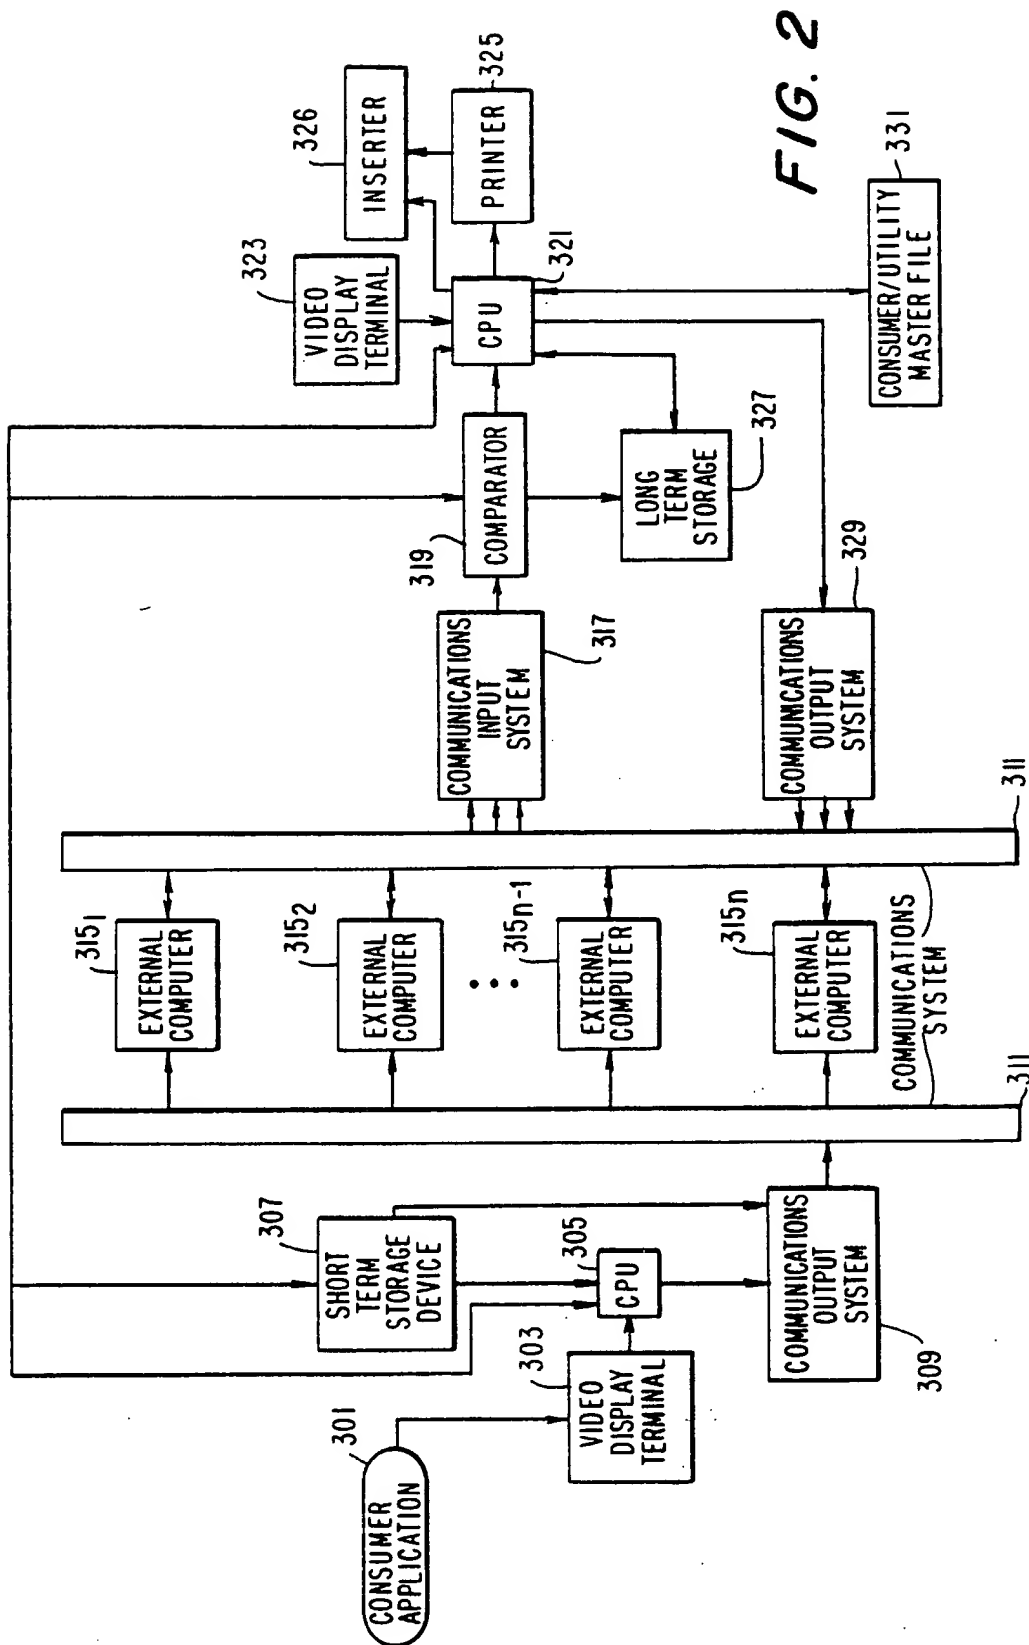 FIG. 2
301
CONSUMER
APPLICATION
303
VIDEO
DISPLAY
TERMINAL
305
CPU
307
SHORT
TERM
STORAGE
DEVICE
COMMUNICATIONS
OUTPUT
SYSTEM
309
311
COMMUNICATIONS
SYSTEM
311
315₁
EXTERNAL
COMPUTER
315₂
EXTERNAL
COMPUTER
• • •
315n-1
EXTERNAL
COMPUTER
315n
EXTERNAL
COMPUTER
COMMUNICATIONS
INPUT
SYSTEM
317
319
COMPARATOR
CPU
321
323
VIDEO
DISPLAY
TERMINAL
325
PRINTER
326
INSERTER
LONG
TERM
STORAGE
327
COMMUNICATIONS
OUTPUT
SYSTEM
329
331
CONSUMER/UTILITY
MASTER FILE